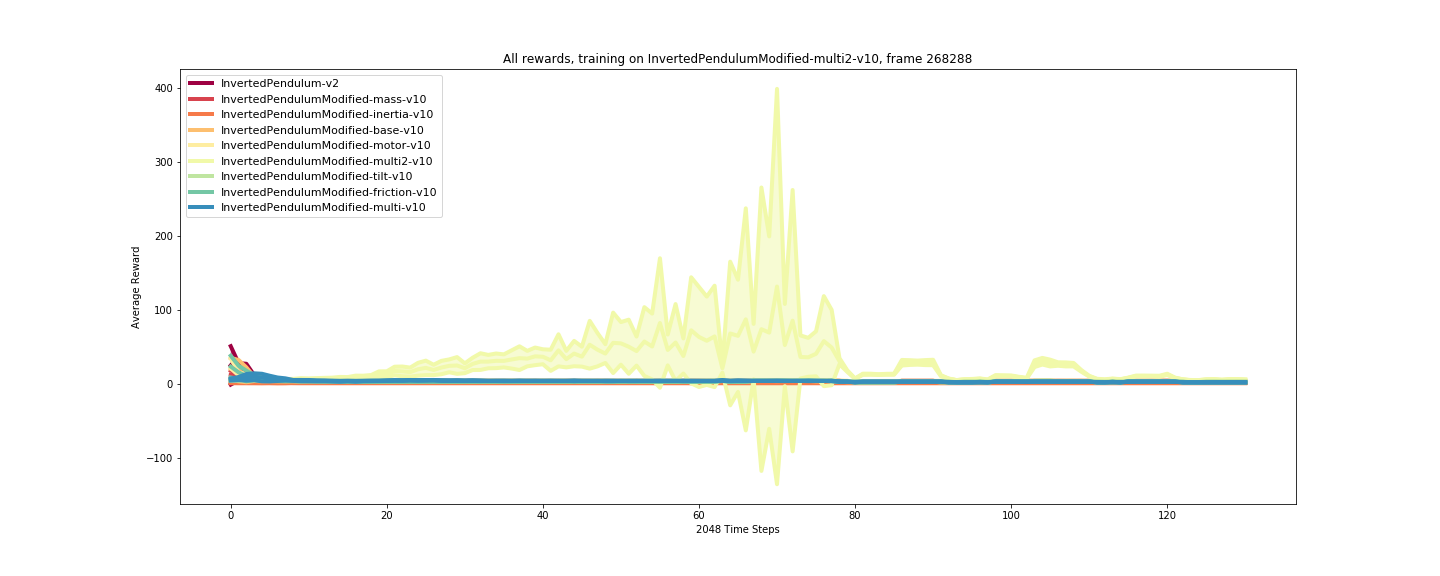 All rewards, training on InvertedPendulumModified-multi2-v10, frame 268288
InvertedPendulum-v2
InvertedPendulumModified-mass-v10
InvertedPendulumModified-inertia-v10
InvertedPendulumModified-base-v10
InvertedPendulumModified-motor-v10
InvertedPendulumModified-multi2-v10
InvertedPendulumModified-tilt-v10
InvertedPendulumModified-friction-v10
InvertedPendulumModified-multi-v10
Average Reward
400
300
200
100
0
−100
0 20 40 60 80 100 120
2048 Time Steps